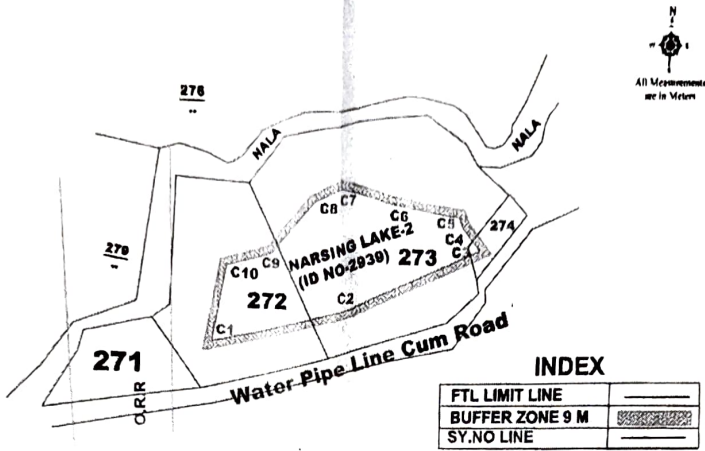 N
W
E
S
All Measurements
are in Meters
276
"
NALA
NALA
279
"
C8
C7
C6
C5
274
C4
C3
C10
C9
NARSING LAKE-2
(ID NO-2939)
273
272
C2
C1
271
O.R.R
Water Pipe Line Cum Road
INDEX
FTL LIMIT LINE
BUFFER ZONE 9 M
SY.NO LINE